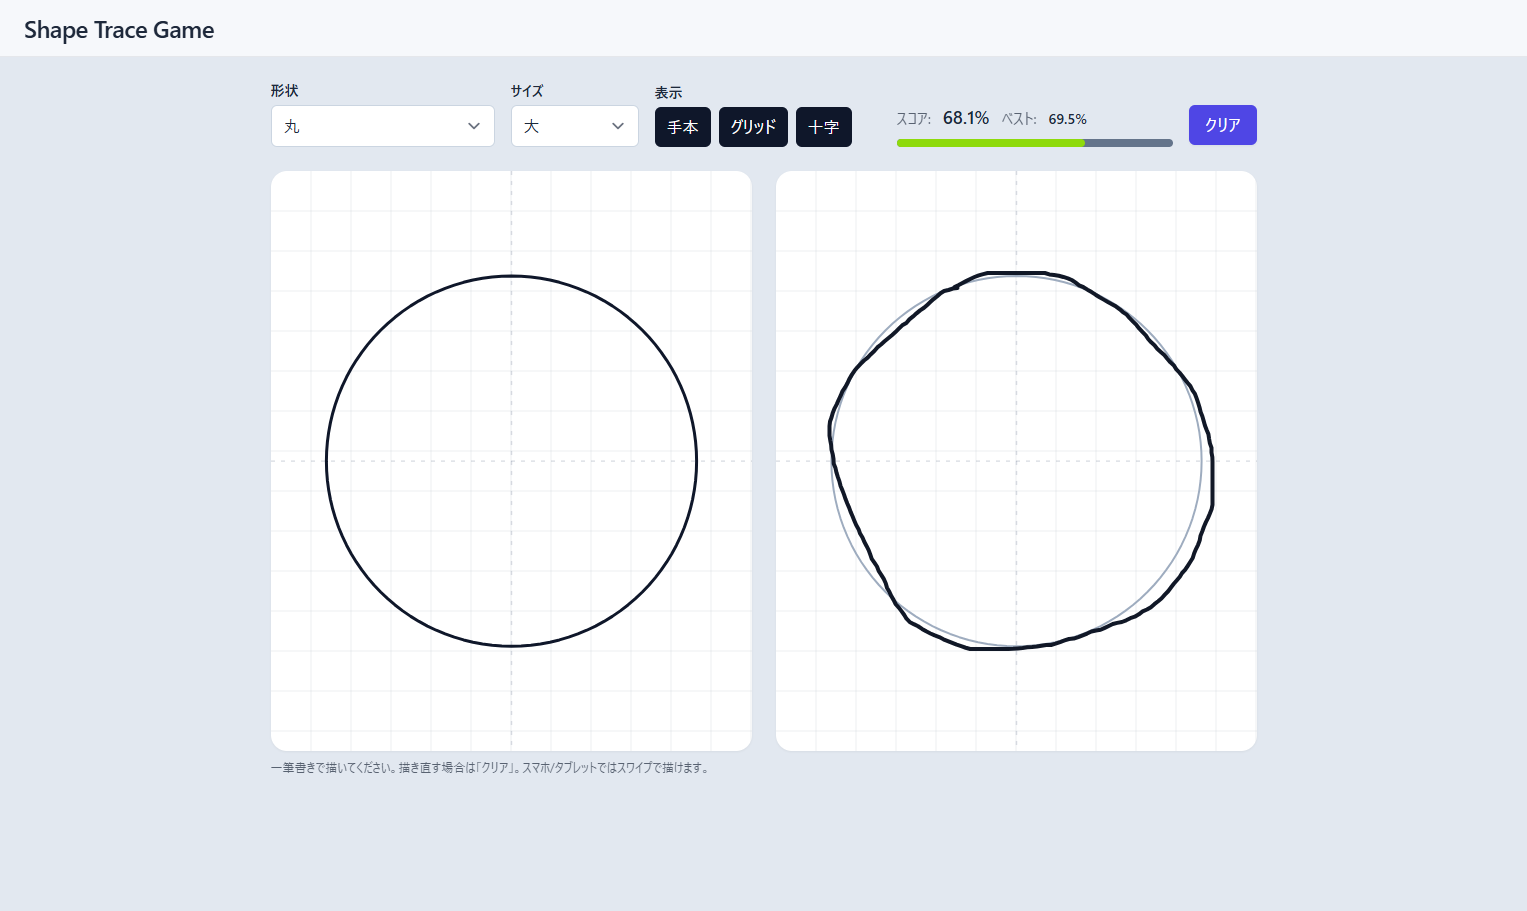 Shape Trace Game
形状
サイズ
表示
丸
大
手本
グリッド
十字
スコア: 68.1% ベスト: 69.5%
クリア
一筆書きで描いてください。描き直す場合は「クリア」。スマホ/タブレットではスワイプで描けます。